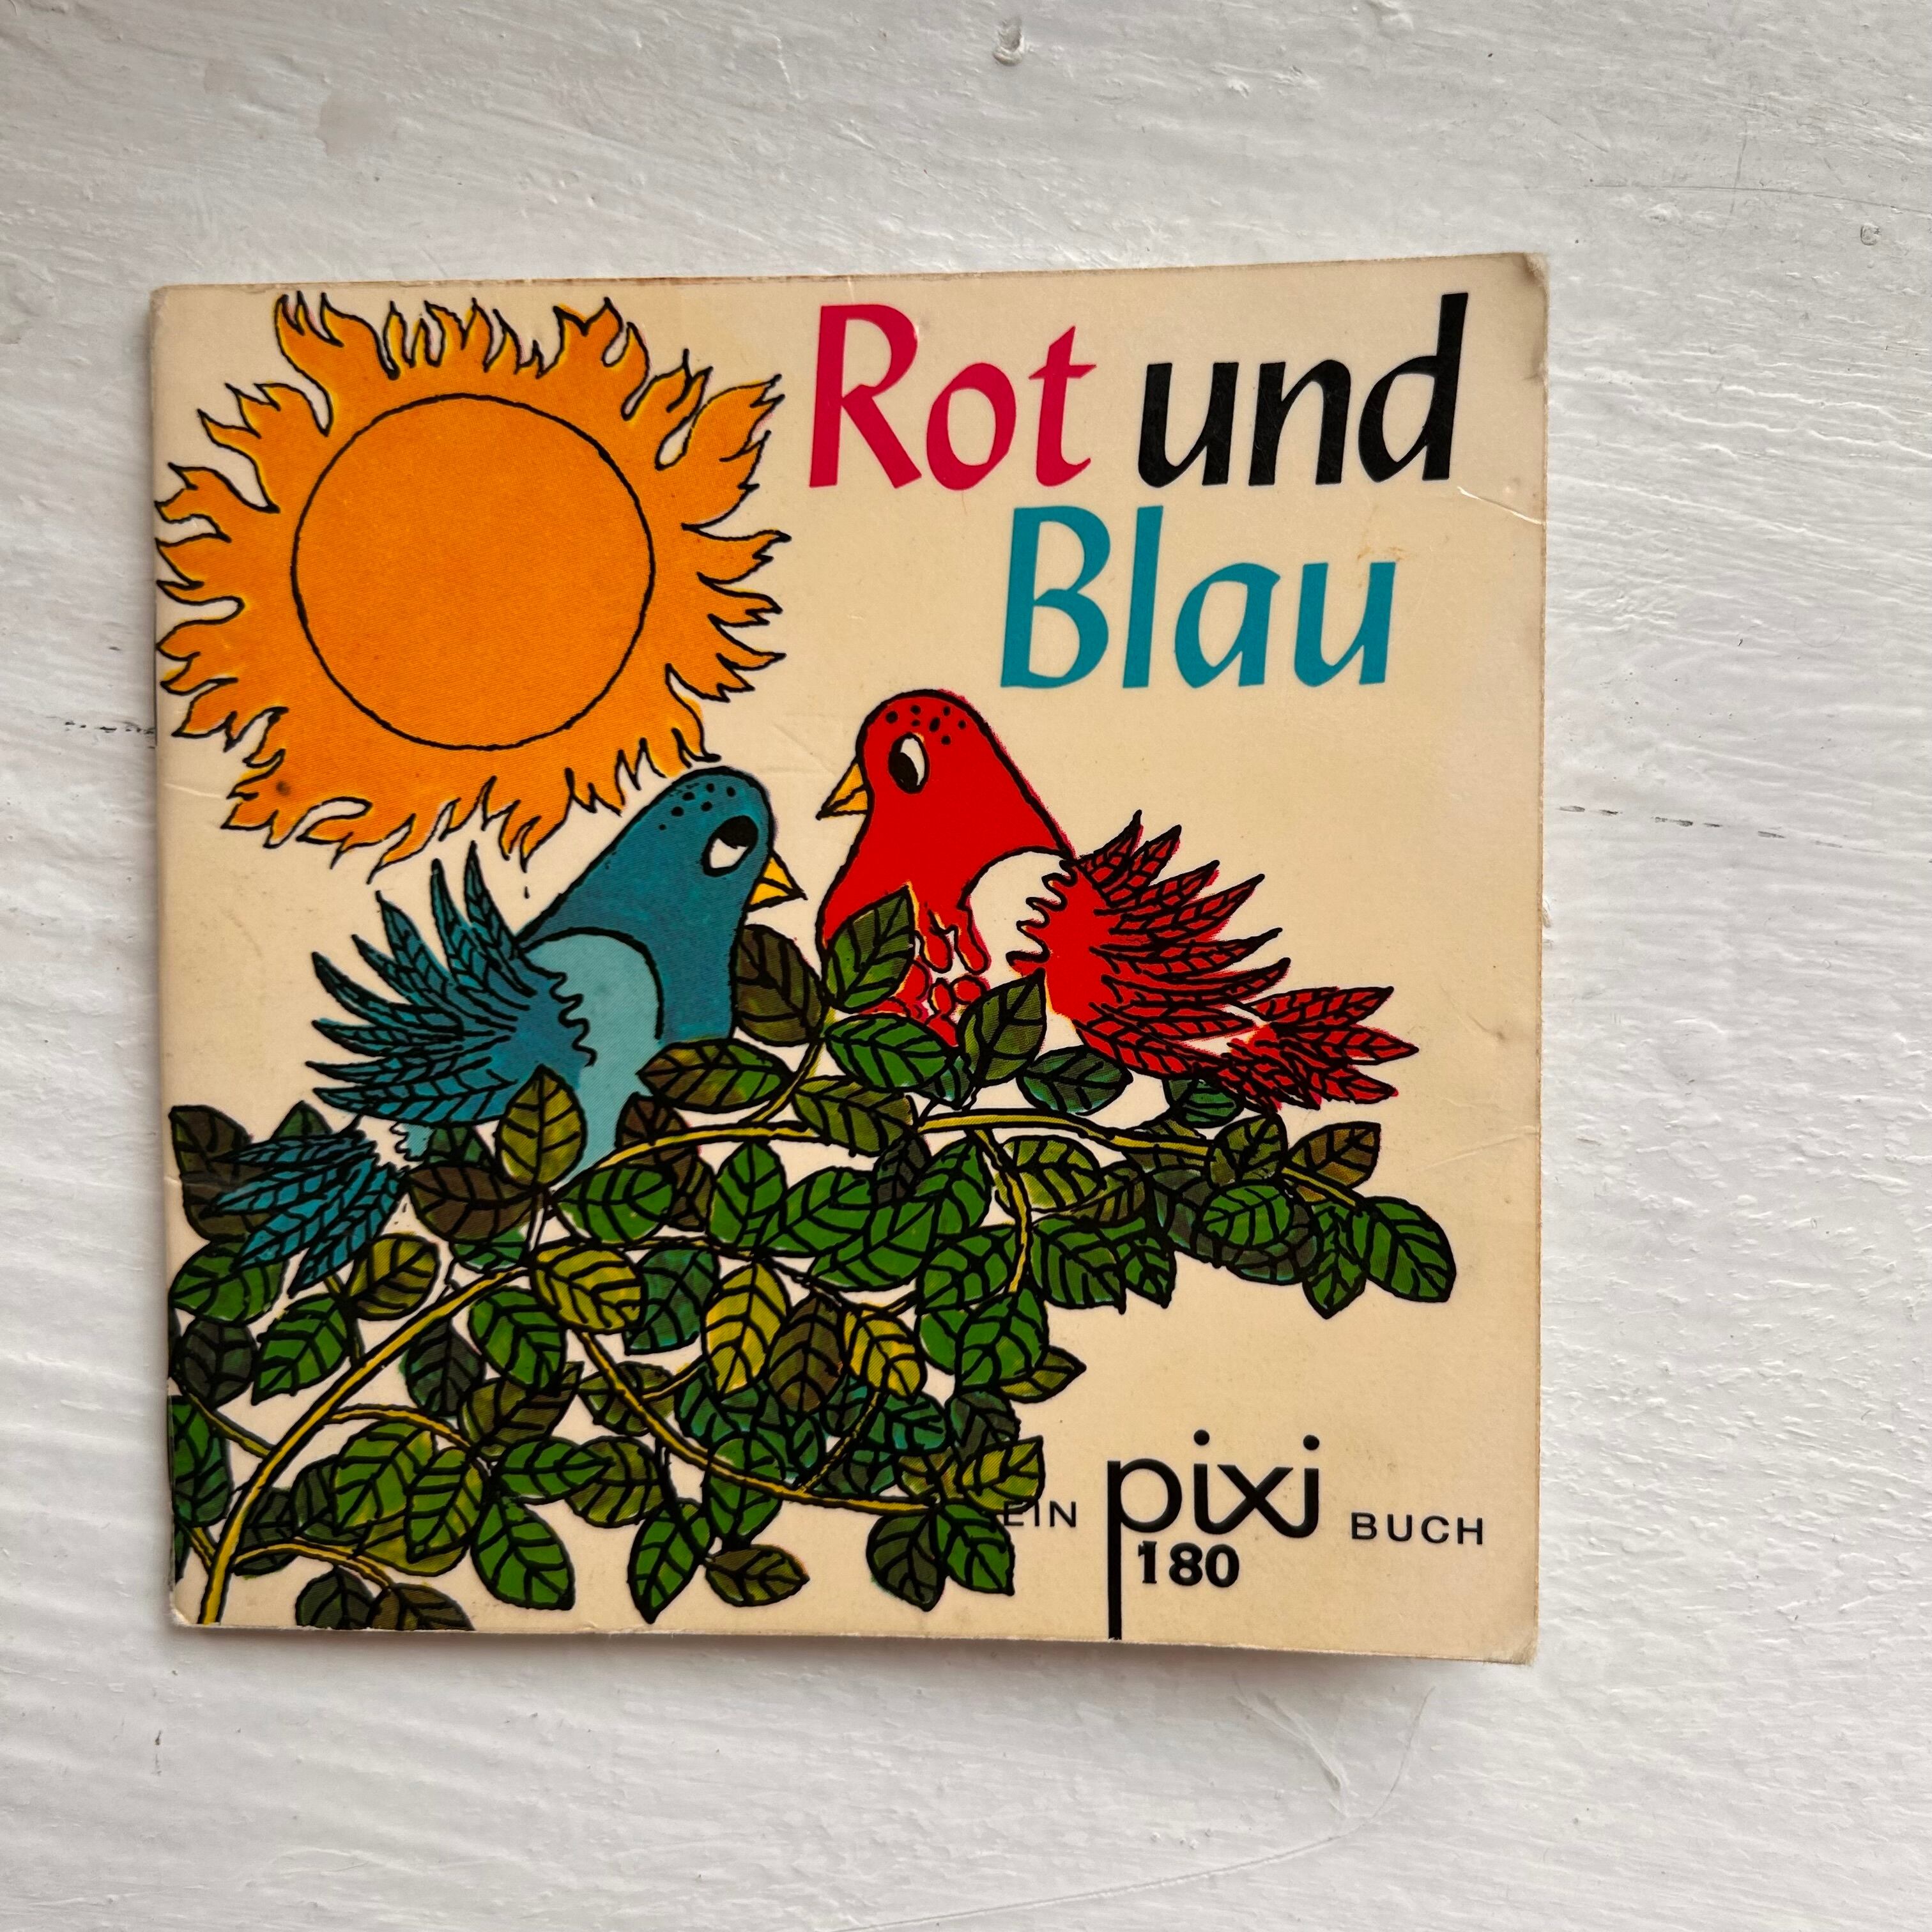 Rot und
Blau
EIN pixi BUCH
180